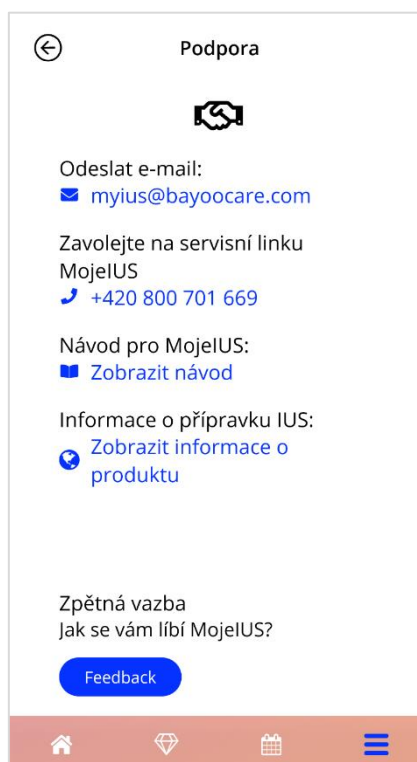 Podpora
Odeslat e-mail:
myius@bayoocare.com
Zavolejte na servisní linku
MojeIUS
+420 800 701 669
Návod pro MojeIUS:
Zobrazit návod
Informace o přípravku IUS:
Zobrazit informace o
produktu
Zpětná vazba
Jak se vám líbí MojeIUS?
Feedback